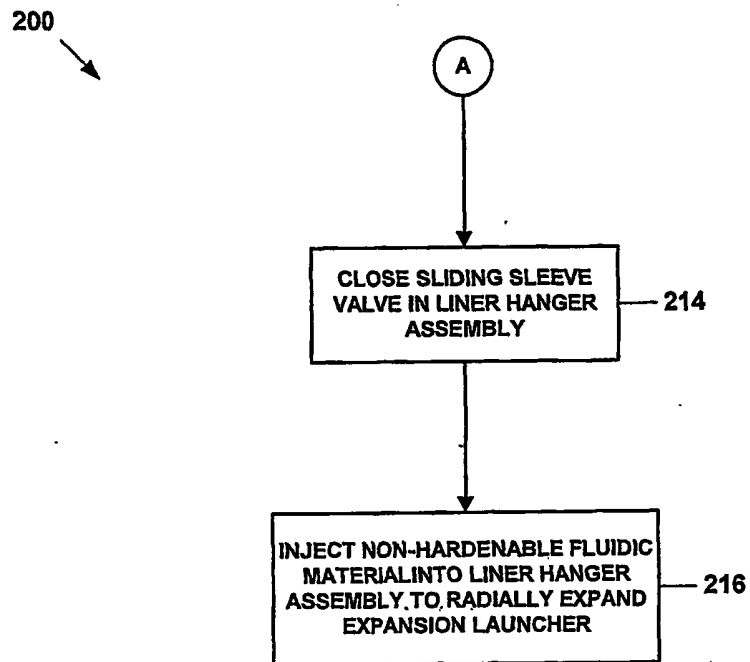 200
A
CLOSE SLIDING SLEEVE
VALVE IN LINER HANGER
ASSEMBLY
214
INJECT NON-HARDENABLE FLUIDIC
MATERIALINTO LINER HANGER
ASSEMBLY TO RADIALLY EXPAND
EXPANSION LAUNCHER
216